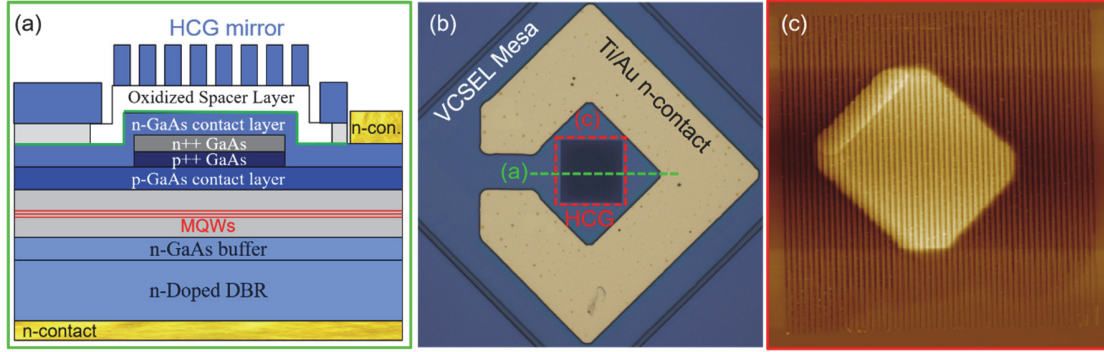 (a)
HCG mirror
Oxidized Spacer Layer
n-GaAs contact layer
n-con.
n++ GaAs
p++ GaAs
p-GaAs contact layer
MQWs
n-GaAs buffer
n-Doped DBR
n-contact
(b)
VCSEL Mesa
Ti/Au n-contact
(c)
(a)
HCG
(c)